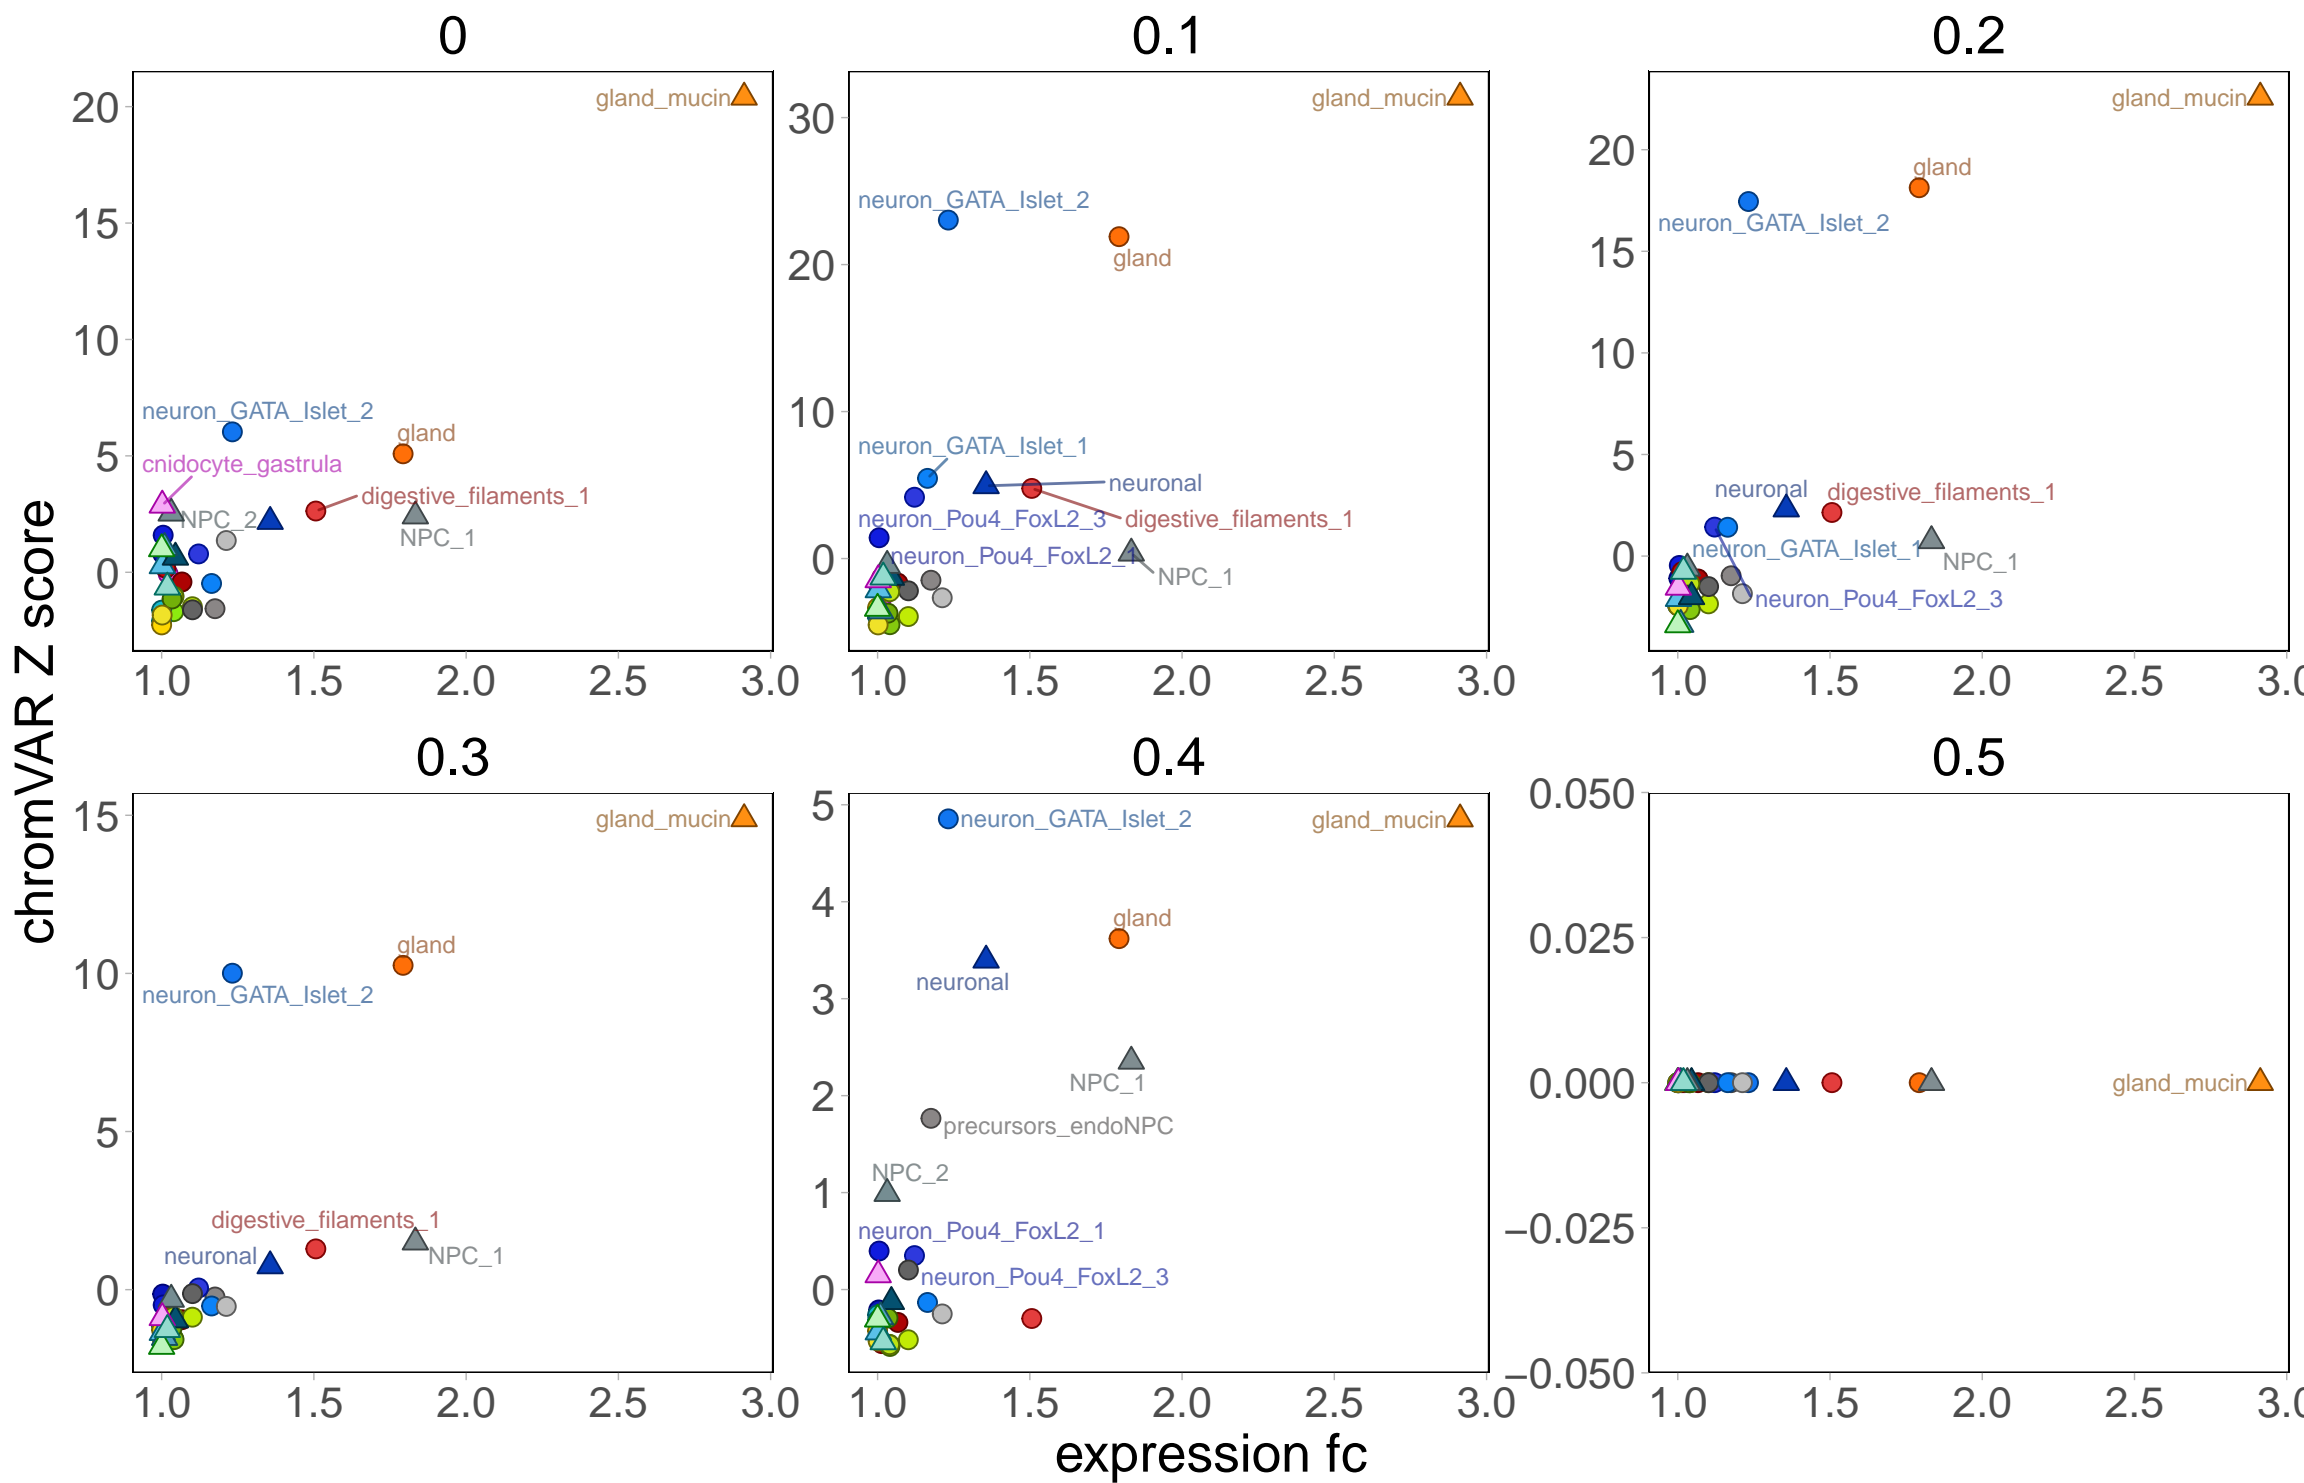 0
0.1
0.2
chromVAR Z score
20
15
10
5
0
gland_mucin
neuron_GATA_Islet_2
gland
cnidocyte_gastrula
digestive_filaments_1
NPC_2
NPC_1
1.0 1.5 2.0 2.5 3.0
30
20
10
0
gland_mucin
neuron_GATA_Islet_2
gland
neuron_GATA_Islet_1
neuronal
neuron_Pou4_FoxL2_3
digestive_filaments_1
neuron_Pou4_FoxL2_1
NPC_1
1.0 1.5 2.0 2.5 3.0
20
15
10
5
0
gland_mucin
gland
neuron_GATA_Islet_2
neuronal
digestive_filaments_1
neuron_GATA_Islet_1
NPC_1
neuron_Pou4_FoxL2_3
1.0 1.5 2.0 2.5 3.0
0.3
0.4
0.5
15
10
5
0
gland_mucin
gland
neuron_GATA_Islet_2
digestive_filaments_1
neuronal
NPC_1
1.0 1.5 2.0 2.5 3.0
5
4
3
2
1
0
neuron_GATA_Islet_2
gland_mucin
gland
neuronal
NPC_1
precursors_endoNPC
NPC_2
neuron_Pou4_FoxL2_1
neuron_Pou4_FoxL2_3
1.0 1.5 2.0 2.5 3.0
0.050
0.025
0.000
−0.025
−0.050
gland_mucin
1.0 1.5 2.0 2.5 3.0
expression fc